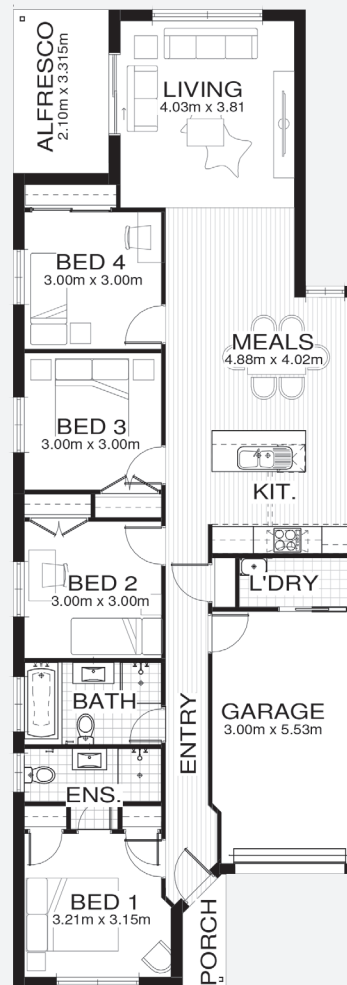 ALFRESCO
2.10m x 3.315m
LIVING
4.03m x 3.81
BED 4
3.00m x 3.00m
MEALS
4.88m x 4.02m
BED 3
3.00m x 3.00m
KIT.
BED 2
3.00m x 3.00m
L'DRY
BATH
ENTRY
GARAGE
3.00m x 5.53m
ENS.
BED 1
3.21m x 3.15m
PORCH